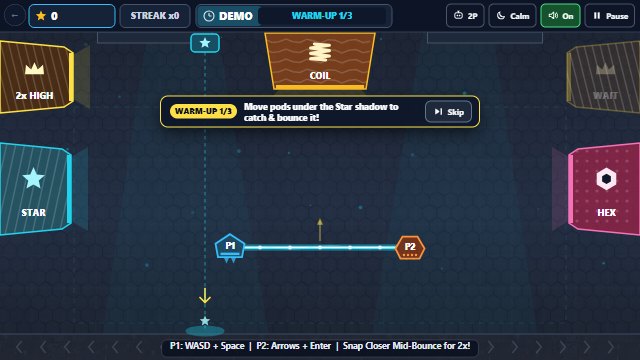 0
STREAK x0
DEMO
WARM-UP 1/3
2P
Calm
On
Pause
2x HIGH
COIL
WAIT
WARM-UP 1/3
Move pods under the Star shadow to
catch & bounce it!
Skip
STAR
HEX
P1
P2
P1: WASD + Space | P2: Arrows + Enter | Snap Closer Mid-Bounce for 2x!